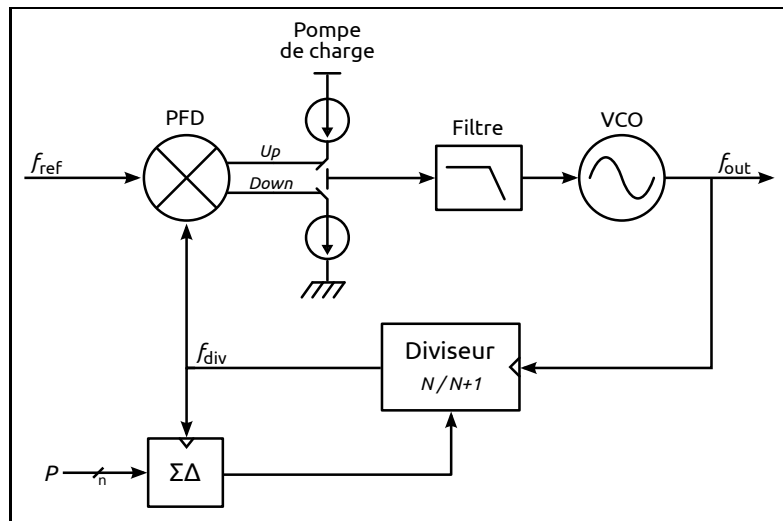 Pompe
de charge
PFD
Filtre
VCO
fref
Up
Down
fout
fdiv
Diviseur
N / N+1
P
n
ΣΔ